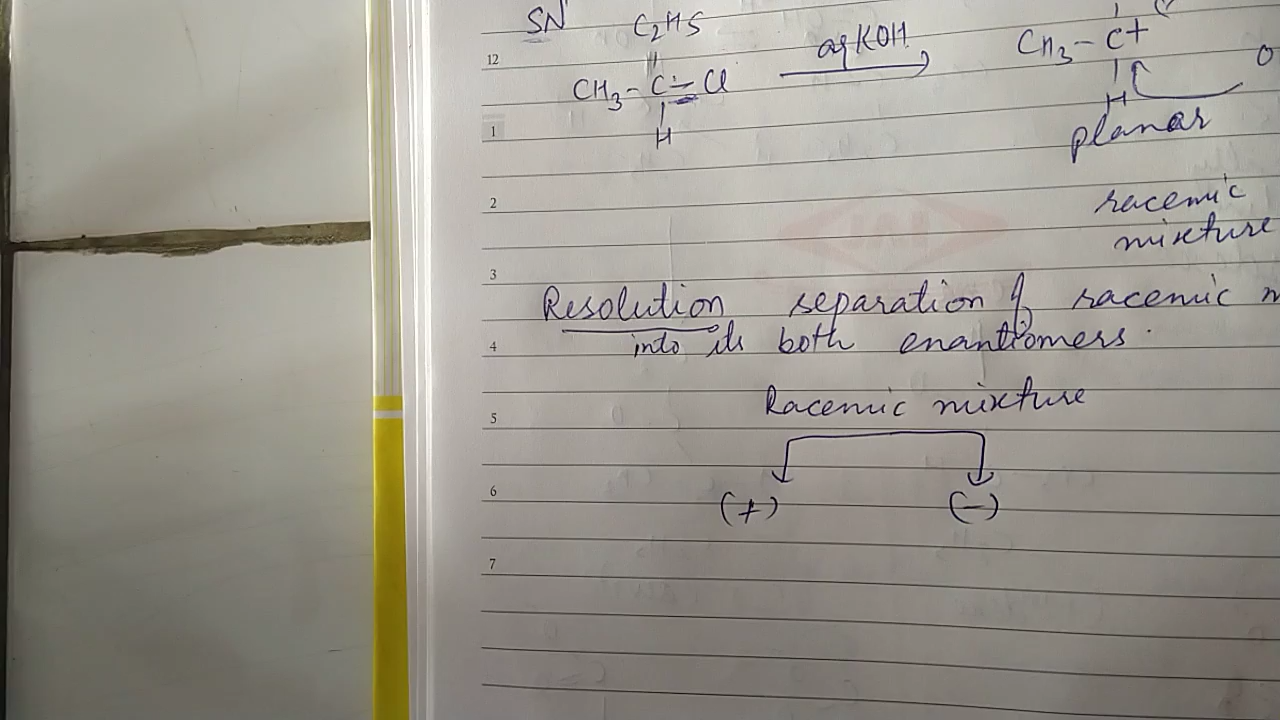 SN'
C2H5
CH3-C-Cl
H
aq KOH
CH3-C+
H
planar
racemic
mixture
Resolution separation of racemic m
into its both enantiomers.
Racemic mixture
(+) (-)
12
1
2
3
4
5
6
7